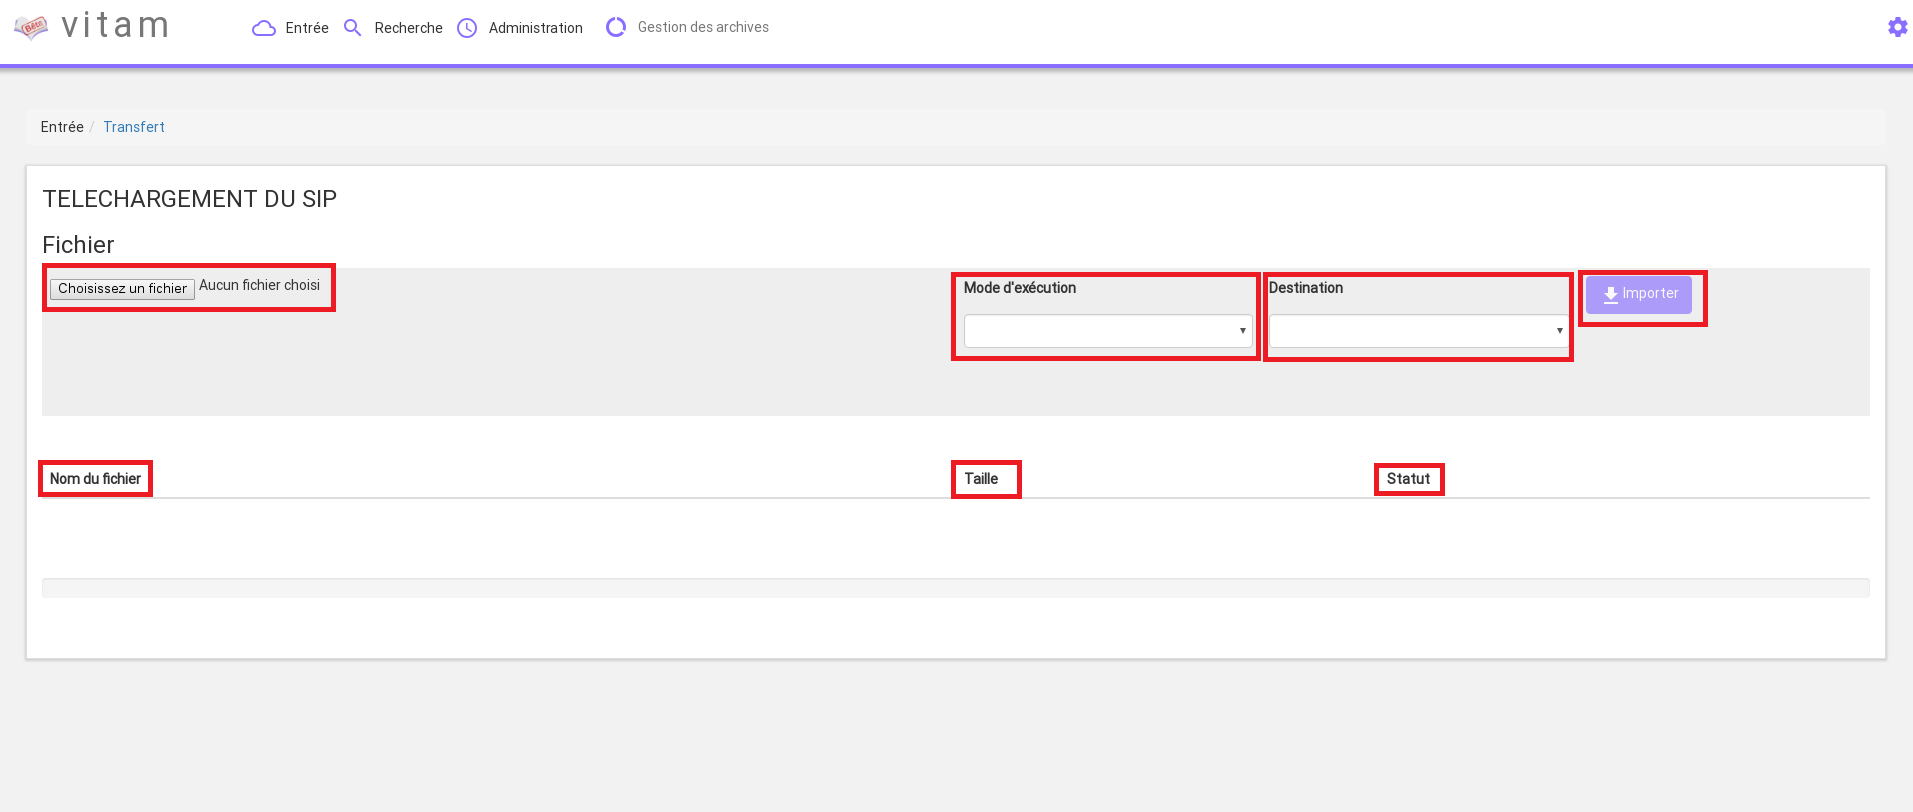 Bêta vitam
Entrée Recherche Administration Gestion des archives
Entrée / Transfert
TELECHARGEMENT DU SIP
Fichier
Choisissez un fichier Aucun fichier choisi
Mode d'exécution Destination Importer
Nom du fichier Taille Statut